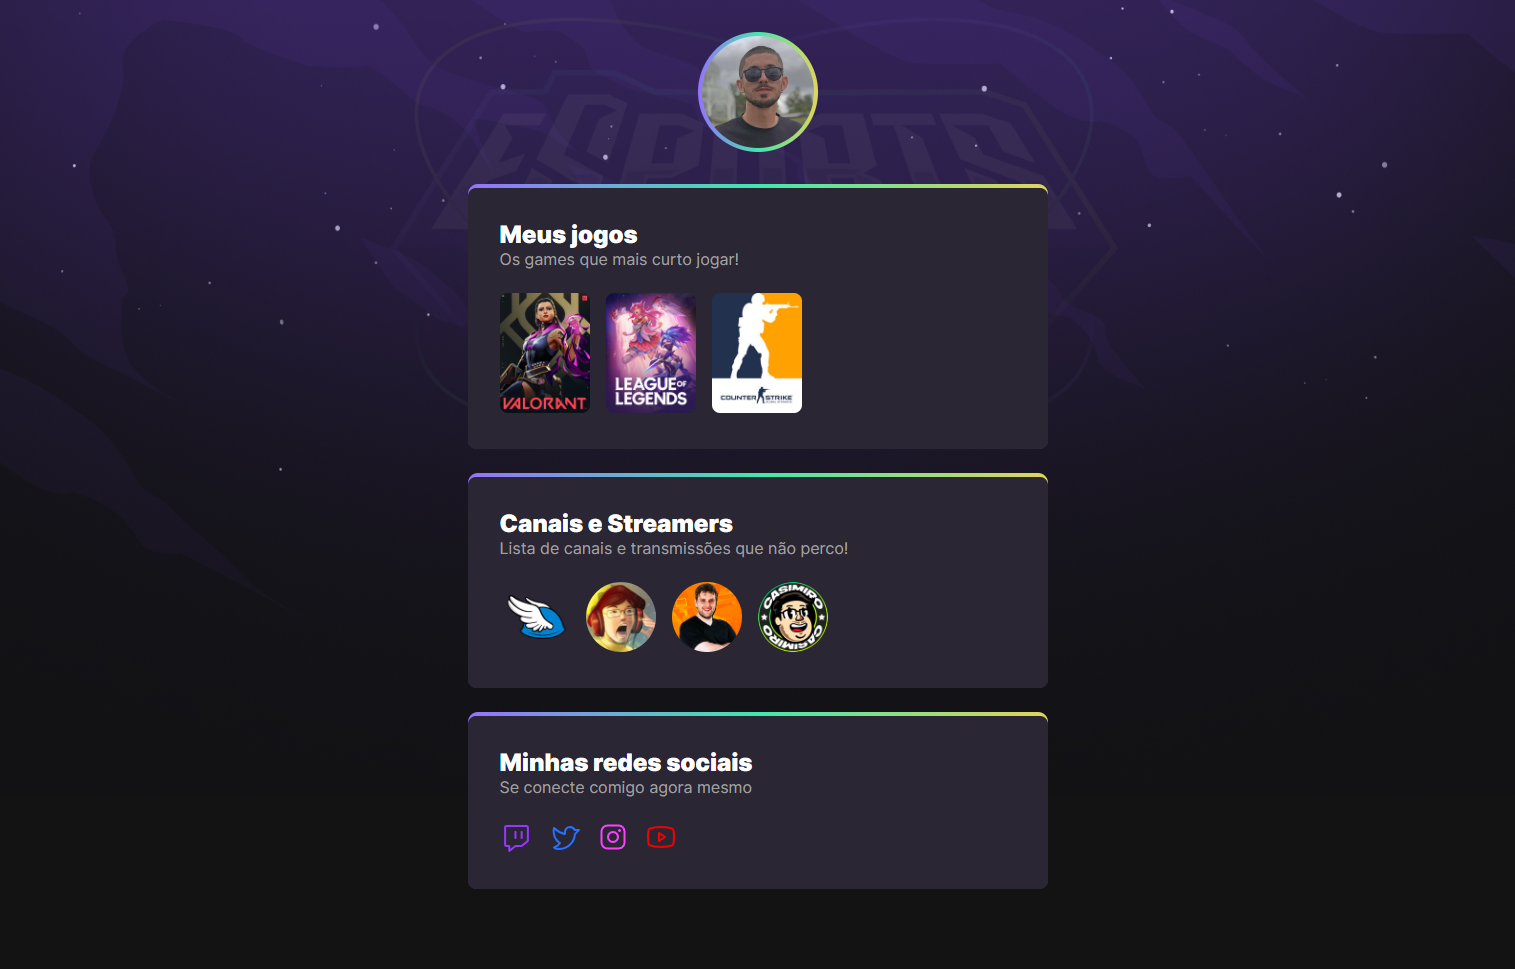 ESPORTS
Meus jogos
Os games que mais curto jogar!
VALORANT
LEAGUE OF
LEGENDS
COUNTER STRIKE
Canais e Streamers
Lista de canais e transmissões que não perco!
CASIMIRO
CASIMIRO
Minhas redes sociais
Se conecte comigo agora mesmo